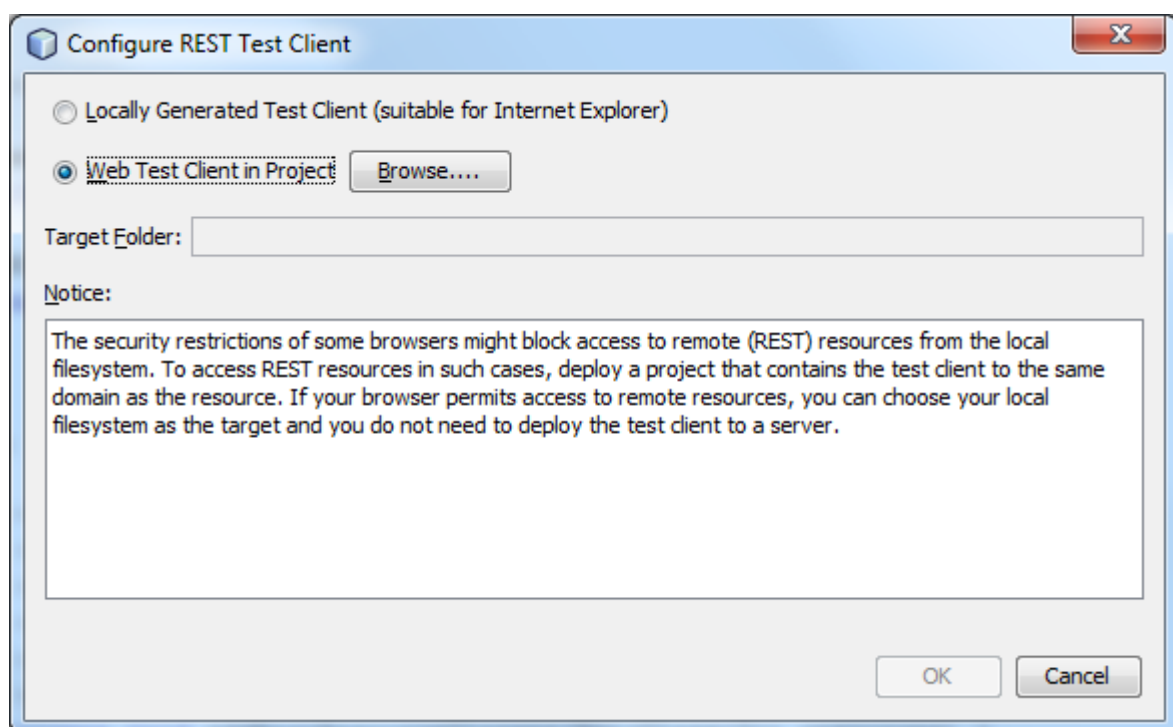 Configure REST Test Client
Locally Generated Test Client (suitable for Internet Explorer)
Web Test Client in Project
Browse....
Target Folder:
Notice:
The security restrictions of some browsers might block access to remote (REST) resources from the local
filesystem. To access REST resources in such cases, deploy a project that contains the test client to the same
domain as the resource. If your browser permits access to remote resources, you can choose your local
filesystem as the target and you do not need to deploy the test client to a server.
OK
Cancel